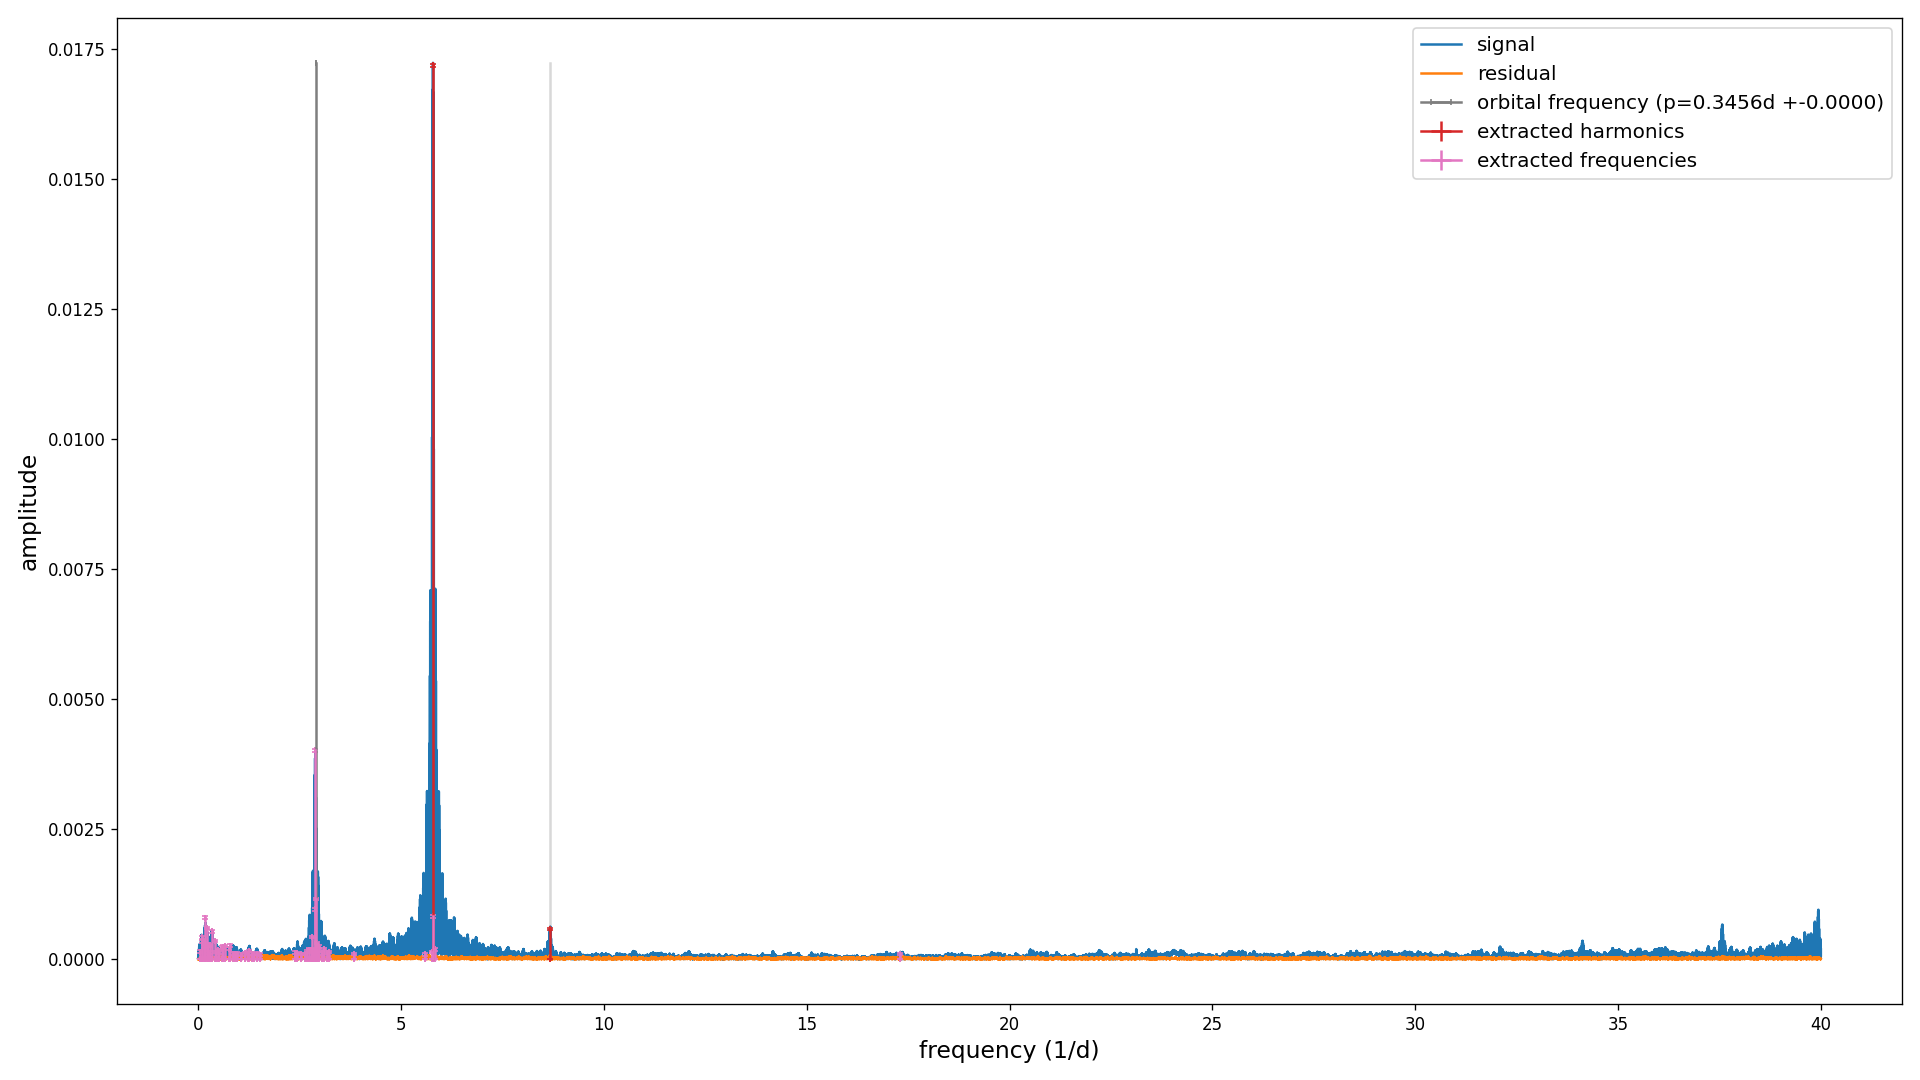 signal
residual
orbital frequency (p=0.3456d +-0.0000)
extracted harmonics
extracted frequencies
amplitude
0.0175
0.0150
0.0125
0.0100
0.0075
0.0050
0.0025
0.0000
0 5 10 15 20 25 30 35 40
frequency (1/d)